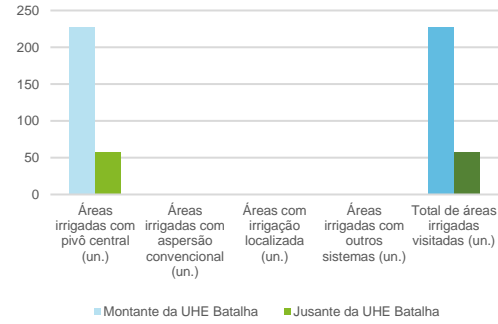 250
200
150
100
50
0
Áreas irrigadas com pivô central (un.)
Áreas irrigadas com aspersão convencional (un.)
Áreas com irrigação localizada (un.)
Áreas irrigadas com outros sistemas (un.)
Total de áreas irrigadas visitadas (un.)
Montante da UHE Batalha
Jusante da UHE Batalha